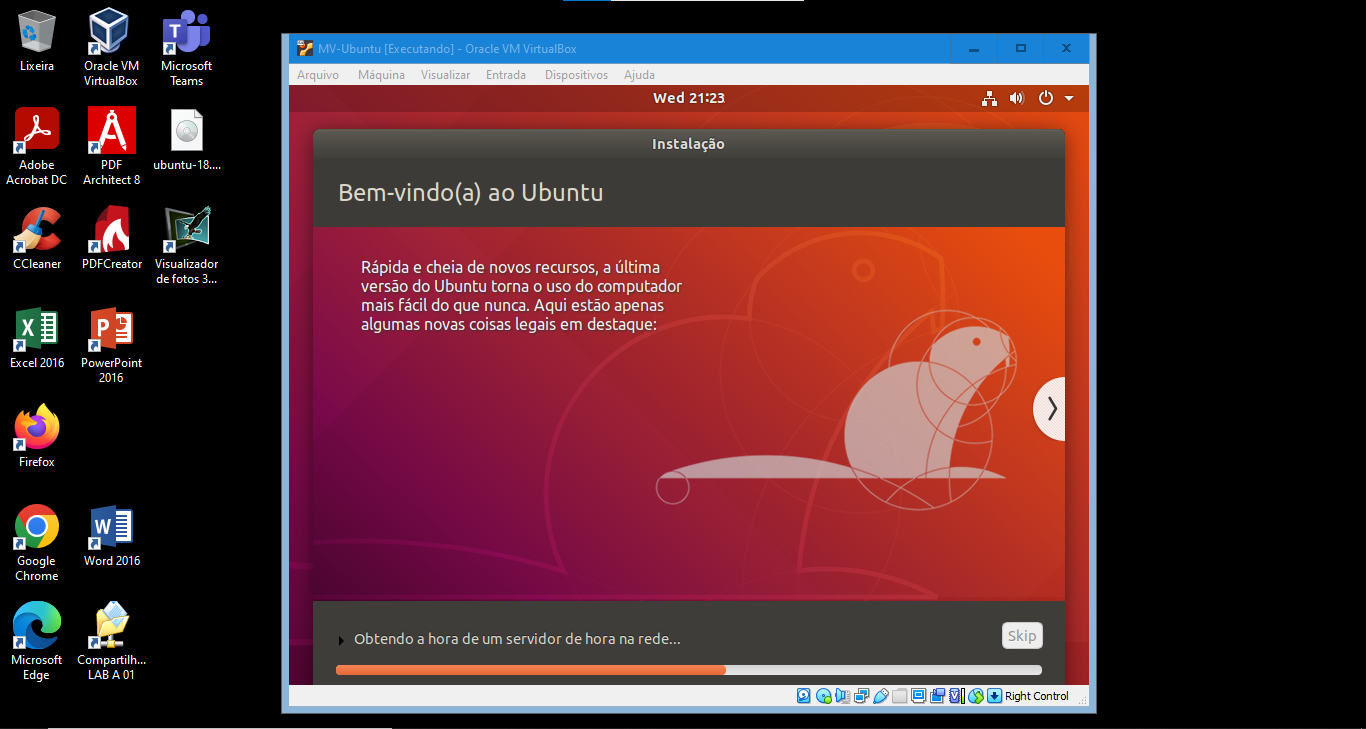 Lixeira
Oracle VM
VirtualBox
Microsoft
Teams
Adobe
Acrobat DC
PDF
Architect 8
ubuntu-18....
CCleaner
PDFCreator
Visualizador
de fotos 3...
Excel 2016
PowerPoint
2016
Firefox
Google
Chrome
Word 2016
Microsoft
Edge
Compartilh...
LAB A 01
MV-Ubuntu [Executando] - Oracle VM VirtualBox
Arquivo Máquina Visualizar Entrada Dispositivos Ajuda
Wed 21:23
Instalação
Bem-vindo(a) ao Ubuntu
Rápida e cheia de novos recursos, a última
versão do Ubuntu torna o uso do computador
mais fácil do que nunca. Aqui estão apenas
algumas novas coisas legais em destaque:
Obtendo a hora de um servidor de hora na rede...
Skip
Right Control